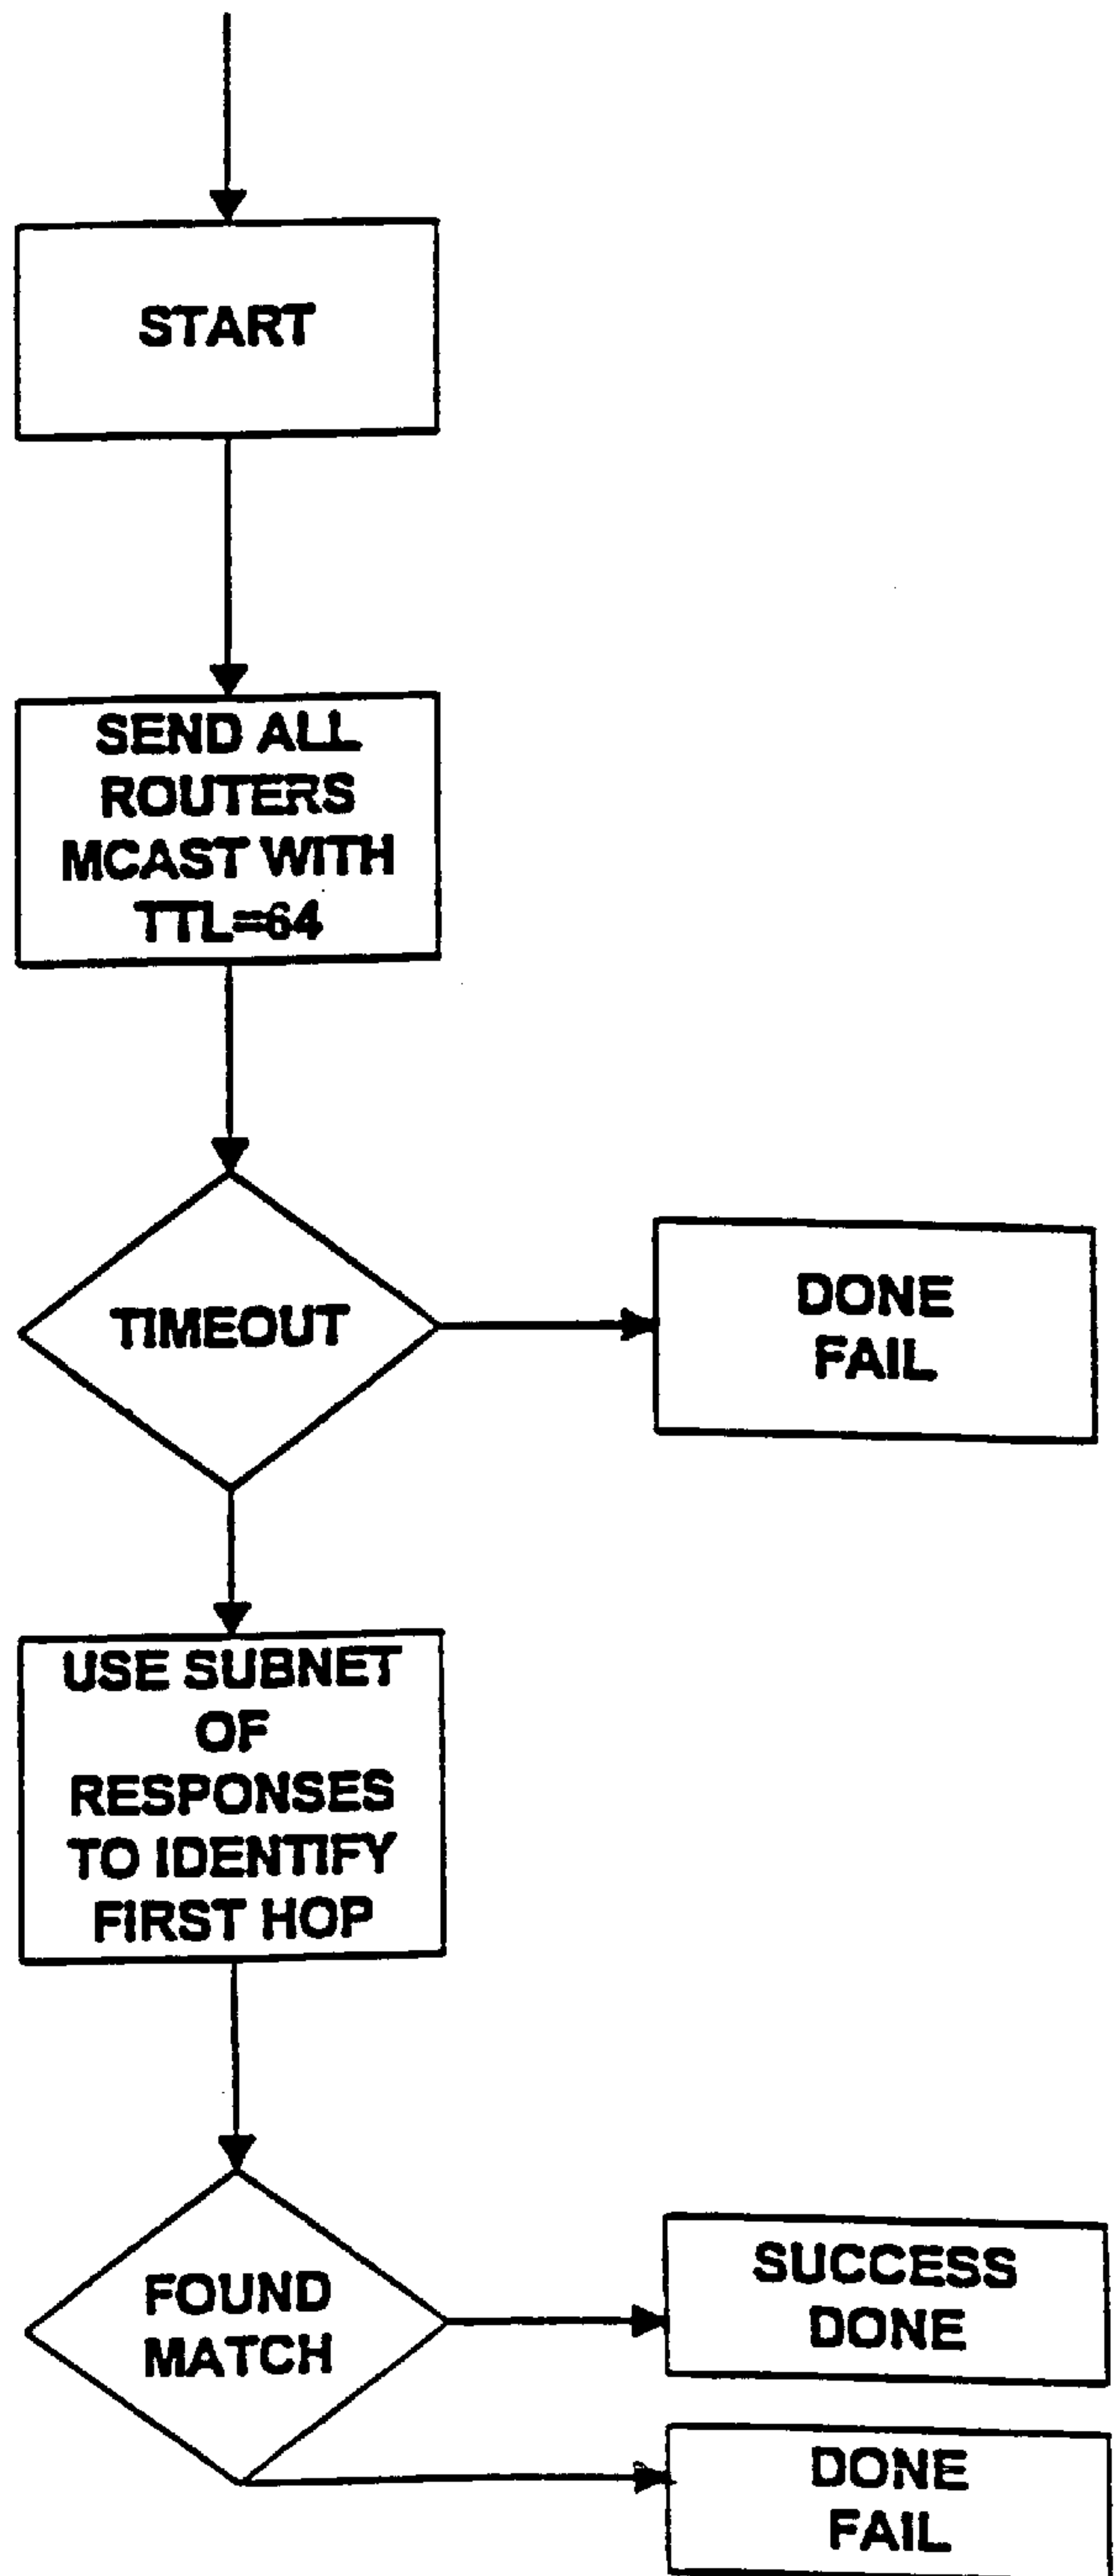 START
SEND ALL
ROUTERS
MCAST WITH
TTL=64
TIMEOUT
DONE
FAIL
USE SUBNET
OF
RESPONSES
TO IDENTIFY
FIRST HOP
FOUND
MATCH
SUCCESS
DONE
DONE
FAIL